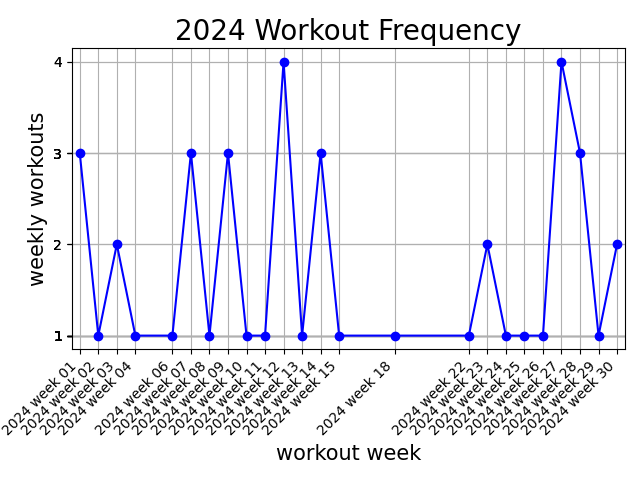 2024 Workout Frequency
weekly workouts
4
3
2
1
2024 week 01
2024 week 02
2024 week 03
2024 week 04
2024 week 06
2024 week 07
2024 week 08
2024 week 09
2024 week 10
2024 week 11
2024 week 12
2024 week 13
2024 week 14
2024 week 15
2024 week 18
2024 week 22
2024 week 23
2024 week 24
2024 week 25
2024 week 26
2024 week 27
2024 week 28
2024 week 29
2024 week 30
workout week